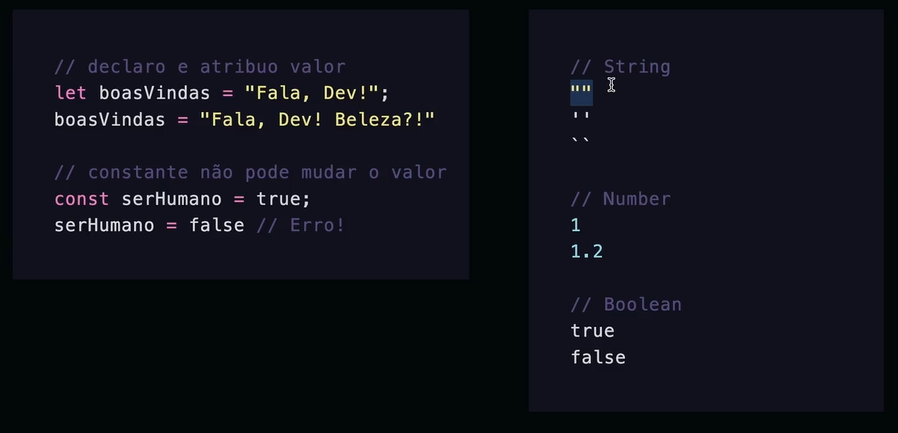 // declaro e atribuo valor
let boasVindas = "Fala, Dev!";
boasVindas = "Fala, Dev! Beleza?!"
// constante não pode mudar o valor
const serHumano = true;
serHumano = false // Erro!
// String
""
''
``
// Number
1
1.2
// Boolean
true
false